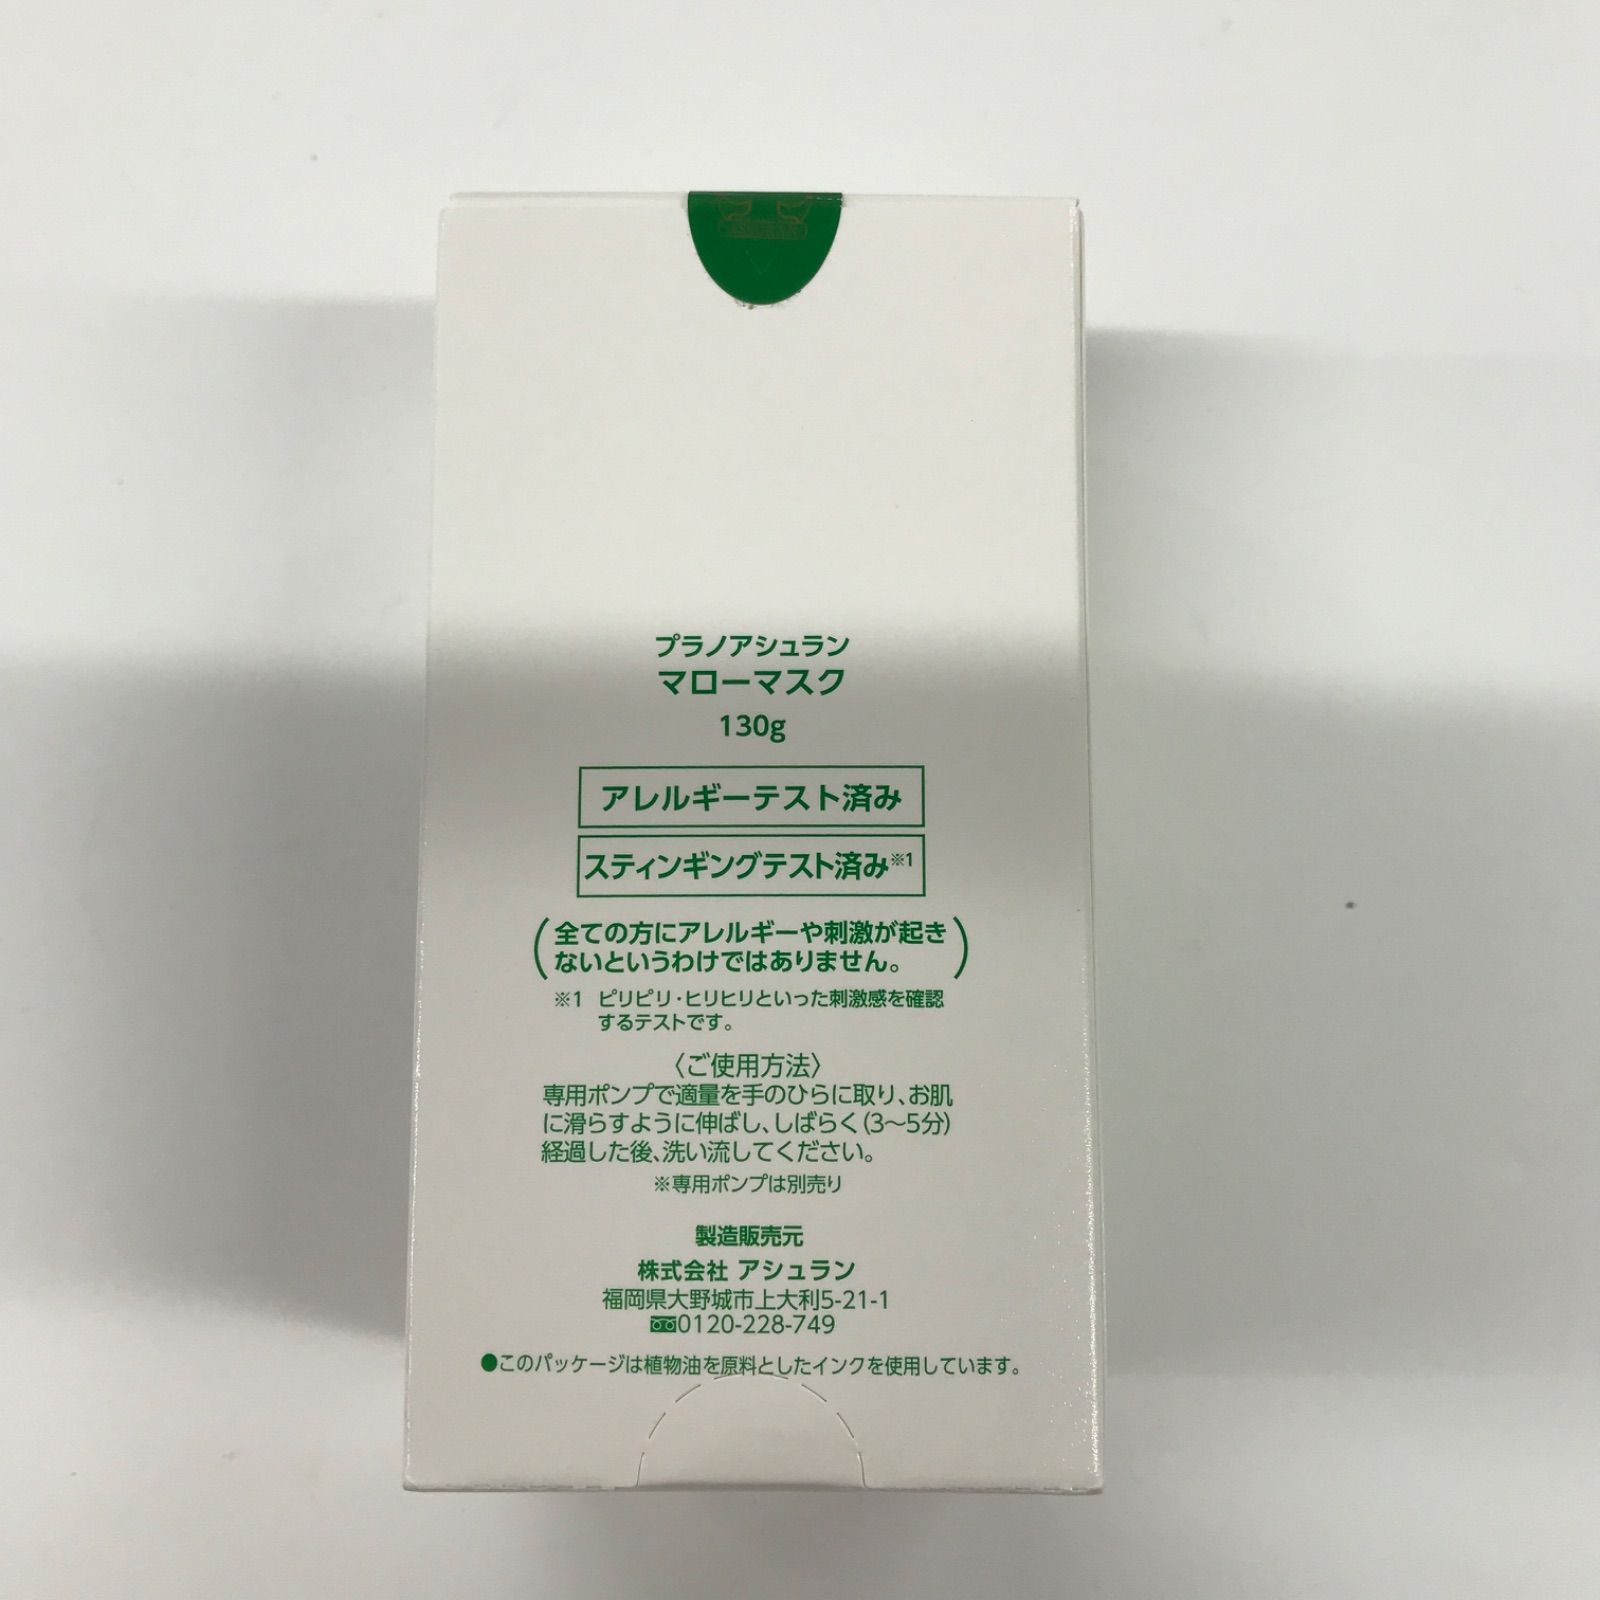 プラノアシュラン
マローマスク
130g
アレルギーテスト済み
スティンギングテスト済み※1
(全ての方にアレルギーや刺激が起き
ないというわけではありません。)
※1 ピリピリ・ヒリヒリといった刺激感を確認
するテストです。
〈ご使用方法〉
専用ポンプで適量を手のひらに取り、お肌
に滑らすように伸ばし、しばらく(3〜5分)
経過した後、洗い流してください。
※専用ポンプは別売り
製造販売元
株式会社 アシュラン
福岡県大野城市上大利5-21-1
0120-228-749
●このパッケージは植物油を原料としたインクを使用しています。